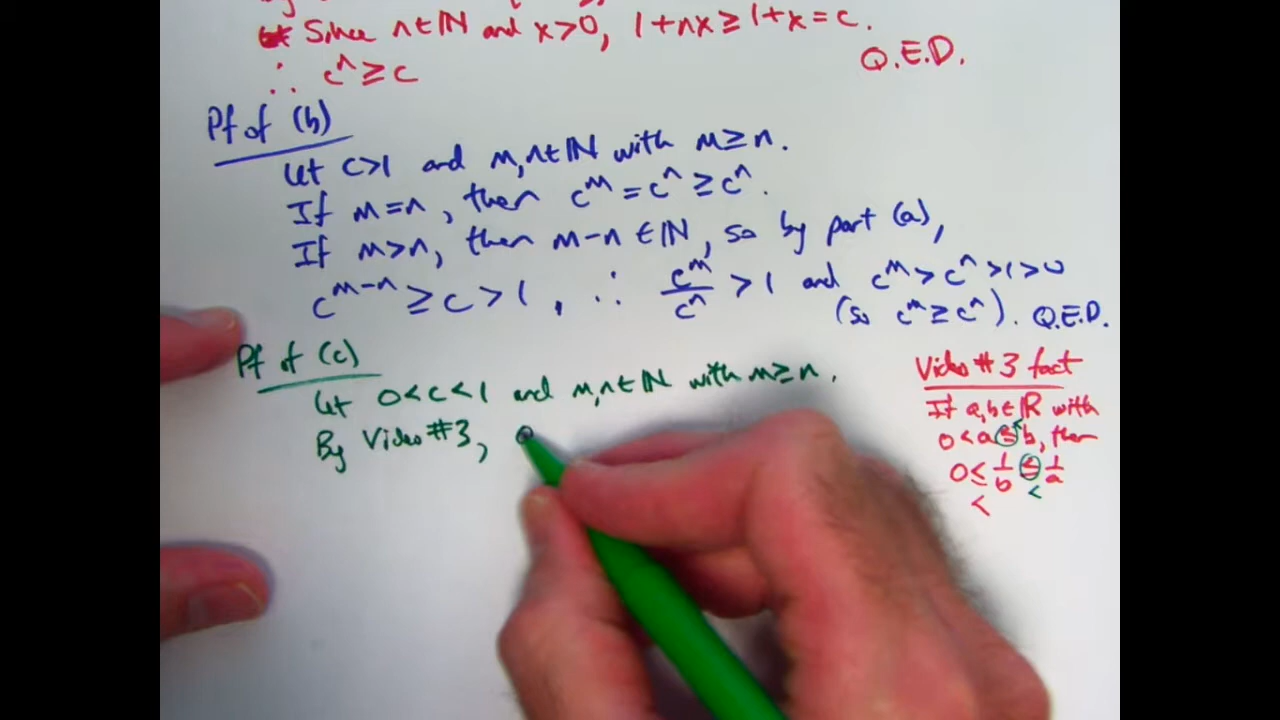 Since n∈ℕ and x>0, 1+nx≥1+x=c.
∴ cⁿ≥c
Q.E.D.
Pf of (b)
Let c>1 and m,n∈ℕ with m≥n.
If m=n, then cᵐ=cⁿ≥cⁿ.
If m>n, then m-n∈ℕ, so by part (a),
cᵐ⁻ⁿ≥c>1, ∴ cᵐ/cⁿ>1 and cᵐ>cⁿ>1>0
(so cᵐ≥cⁿ). Q.E.D.
Pf of (c)
Let 0<c<1 and m,n∈ℕ with m≥n.
By Video #3,
Video #3 fact
If a,b∈ℝ with
<
0<a≤b, then
0≤1/b≤1/a
< <